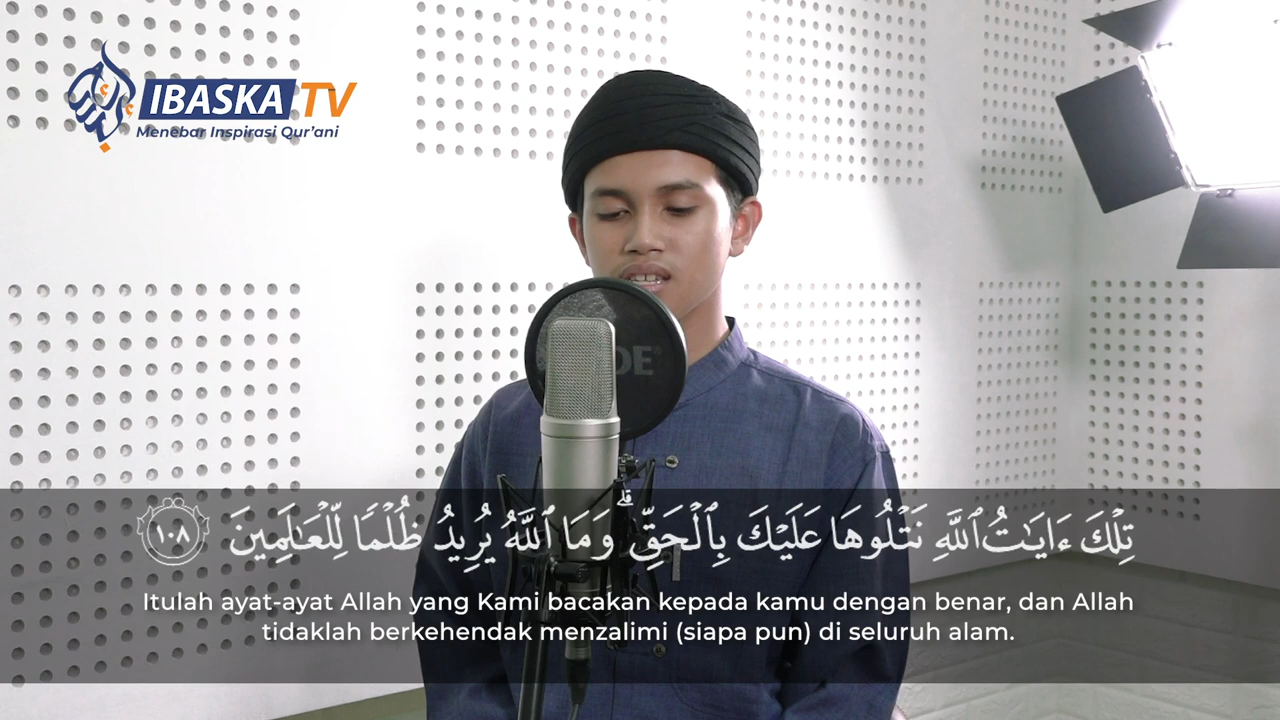 IBASKA TV
Menebar Inspirasi Qur'ani
DE
تِلْكَ ءَايَـٰتُ ٱللَّهِ نَتْلُوهَا عَلَيْكَ بِٱلْحَقِّ ۗ وَمَا ٱللَّهُ يُرِيدُ ظُلْمًا لِّلْعَـٰلَمِينَ ١٠٨
Itulah ayat-ayat Allah yang Kami bacakan kepada kamu dengan benar, dan Allah
tidaklah berkehendak menzalimi (siapa pun) di seluruh alam.